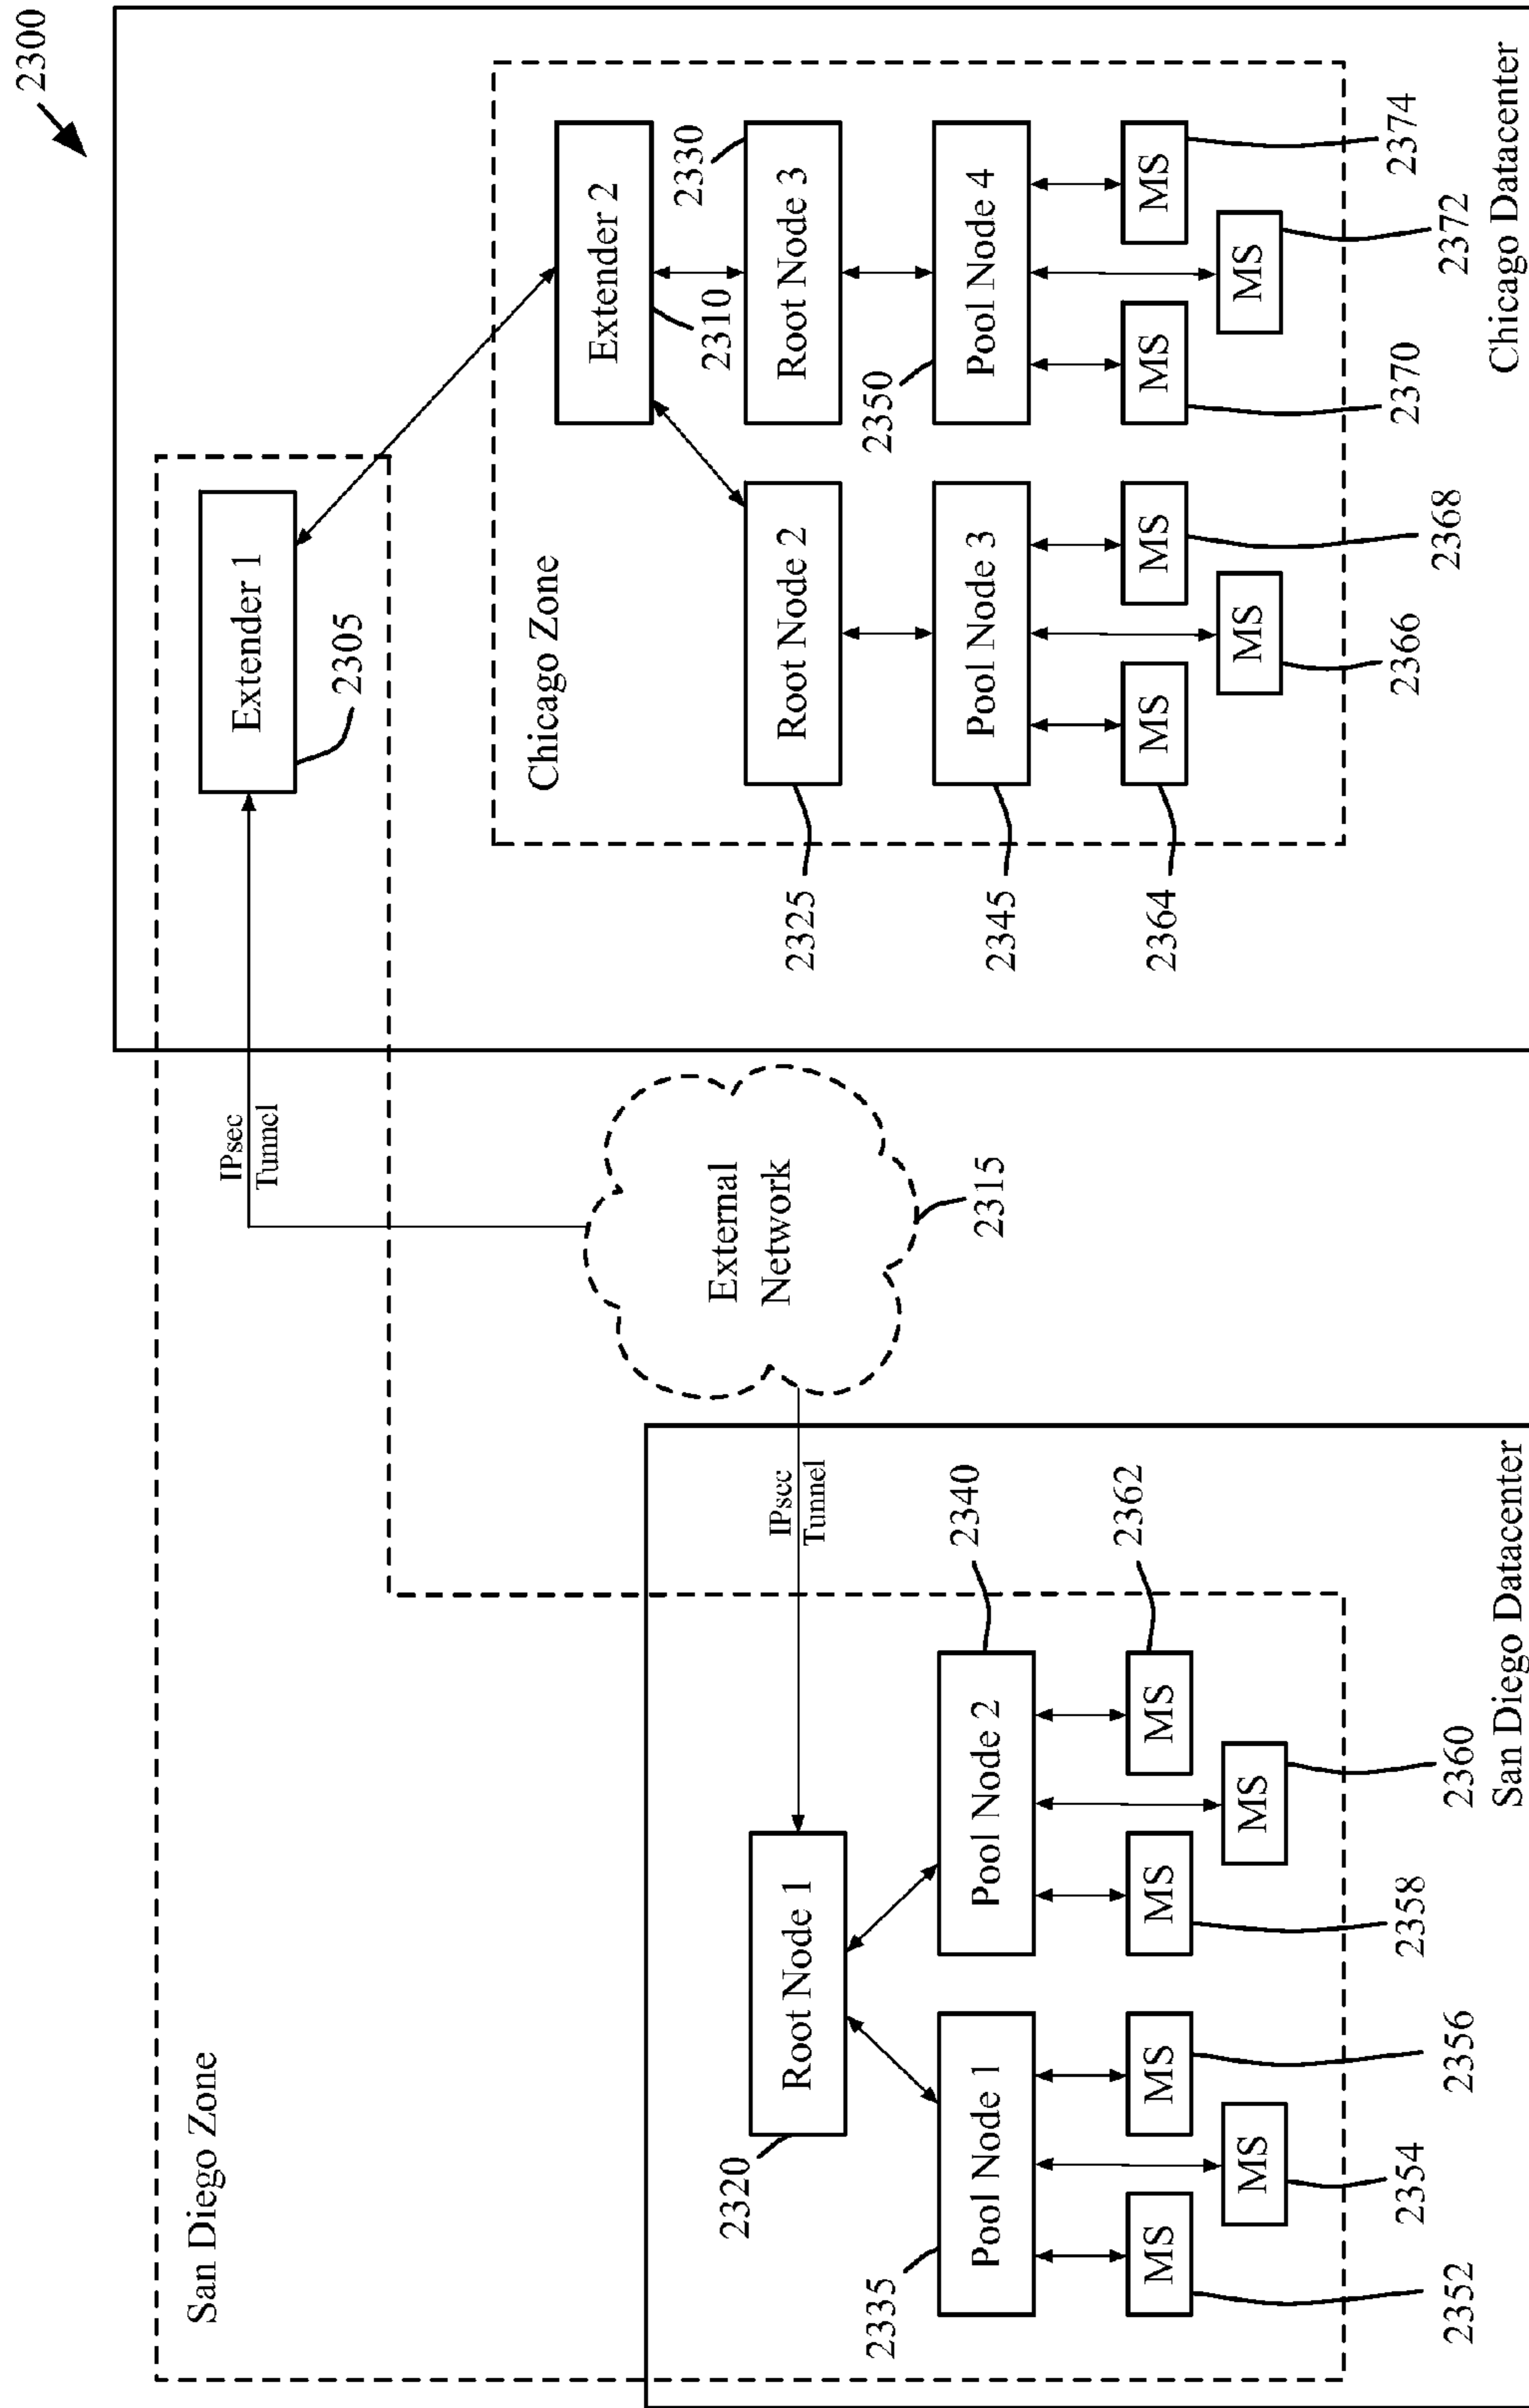 2300
San Diego Zone
Extender 1
2305
IPsec
Tunnel
Chicago Zone
Extender 2
2310
External
Network
2315
2320
Root Node 1
IPsec
Tunnel
2325
Root Node 2
Root Node 3
2330
2335
Pool Node 1
Pool Node 2
2340
2345
Pool Node 3
2350
Pool Node 4
MS
MS
MS
MS
MS
MS
2362
2364
MS
MS
MS
MS
MS
MS
2352
2354
2356
2358
2360
2366
2368
2370
2372
2374
San Diego Datacenter
Chicago Datacenter